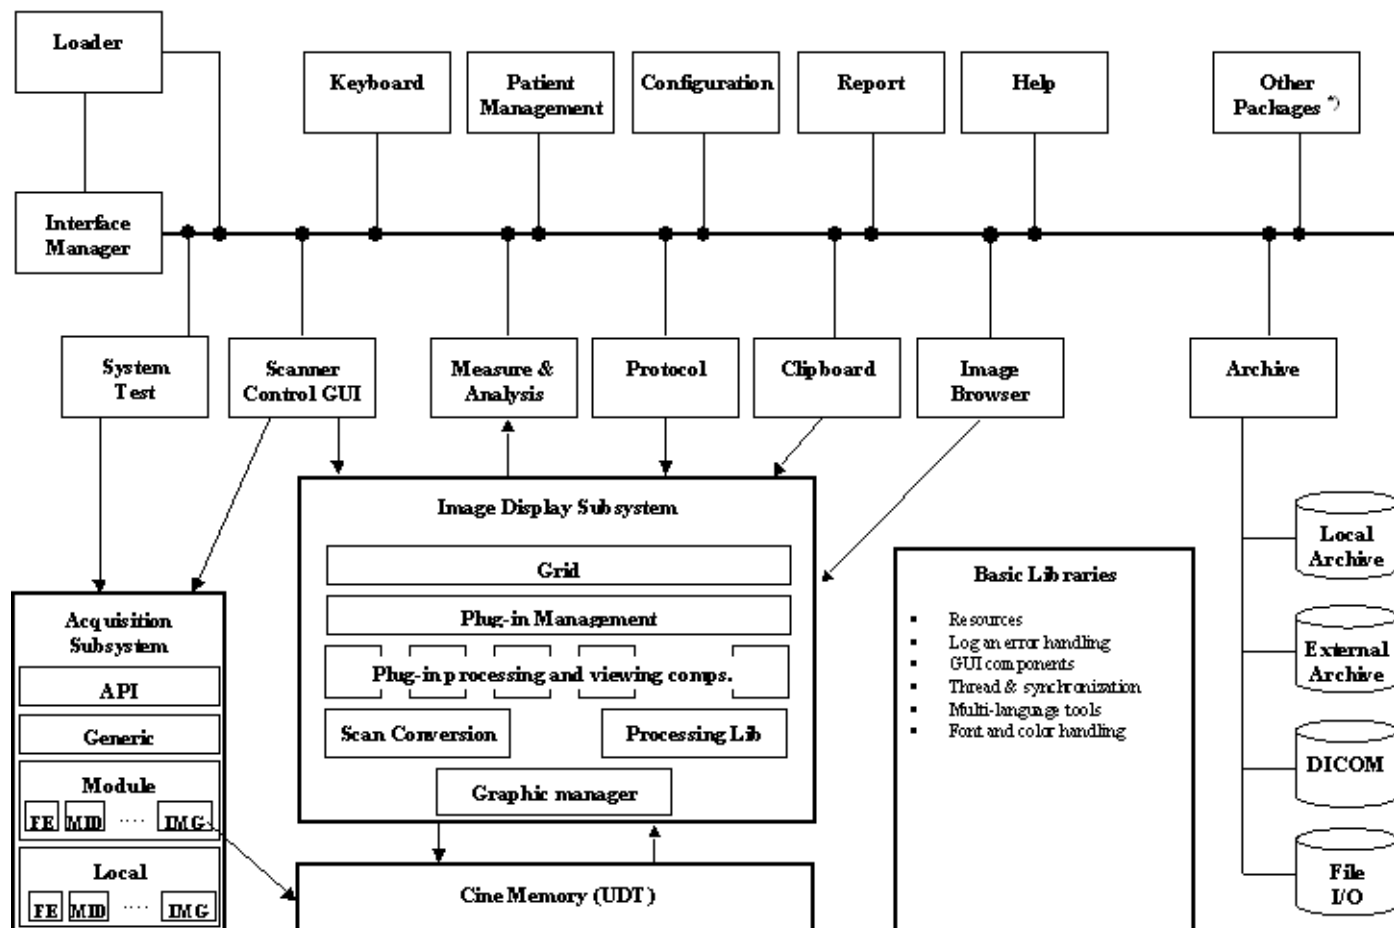 Loader
Keyboard
Patient
Management
Configuration
Report
Help
Other
Packages *)
Interface
Manager
System
Test
Scanner
Control GUI
Measure &
Analysis
Protocol
Clipboard
Image
Browser
Archive
Image Display Subsystem
Grid
Plug-in Management
Plug-in processing and viewing comps.
Scan Conversion
Processing Lib
Graphic manager
Acquisition
Subsystem
API
Generic
Module
FE MID .... IMG
Local
FE MID .... IMG
Cine Memory (UDT)
Basic Libraries
▪ Resources
▪ Log an error handling
▪ GUI components
▪ Thread & synchronization
▪ Multi-language tools
▪ Font and color handling
Local
Archive
External
Archive
DICOM
File
I/O